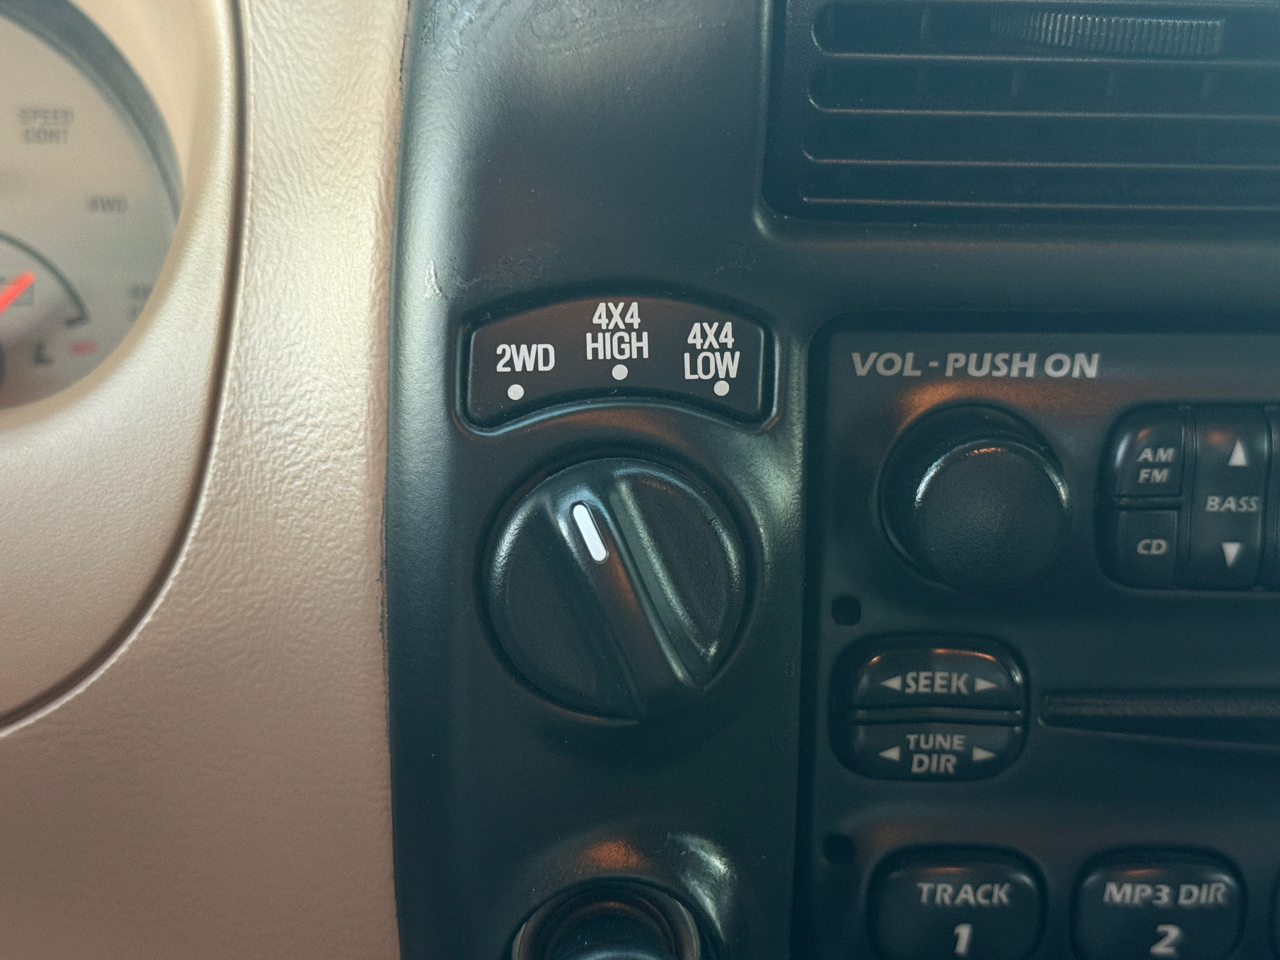 SPEED
CONT
4WD
L
2WD
4X4
HIGH
4X4
LOW
VOL - PUSH ON
AM
FM
BASS
CD
SEEK
TUNE
DIR
TRACK
1
MP3 DIR
2